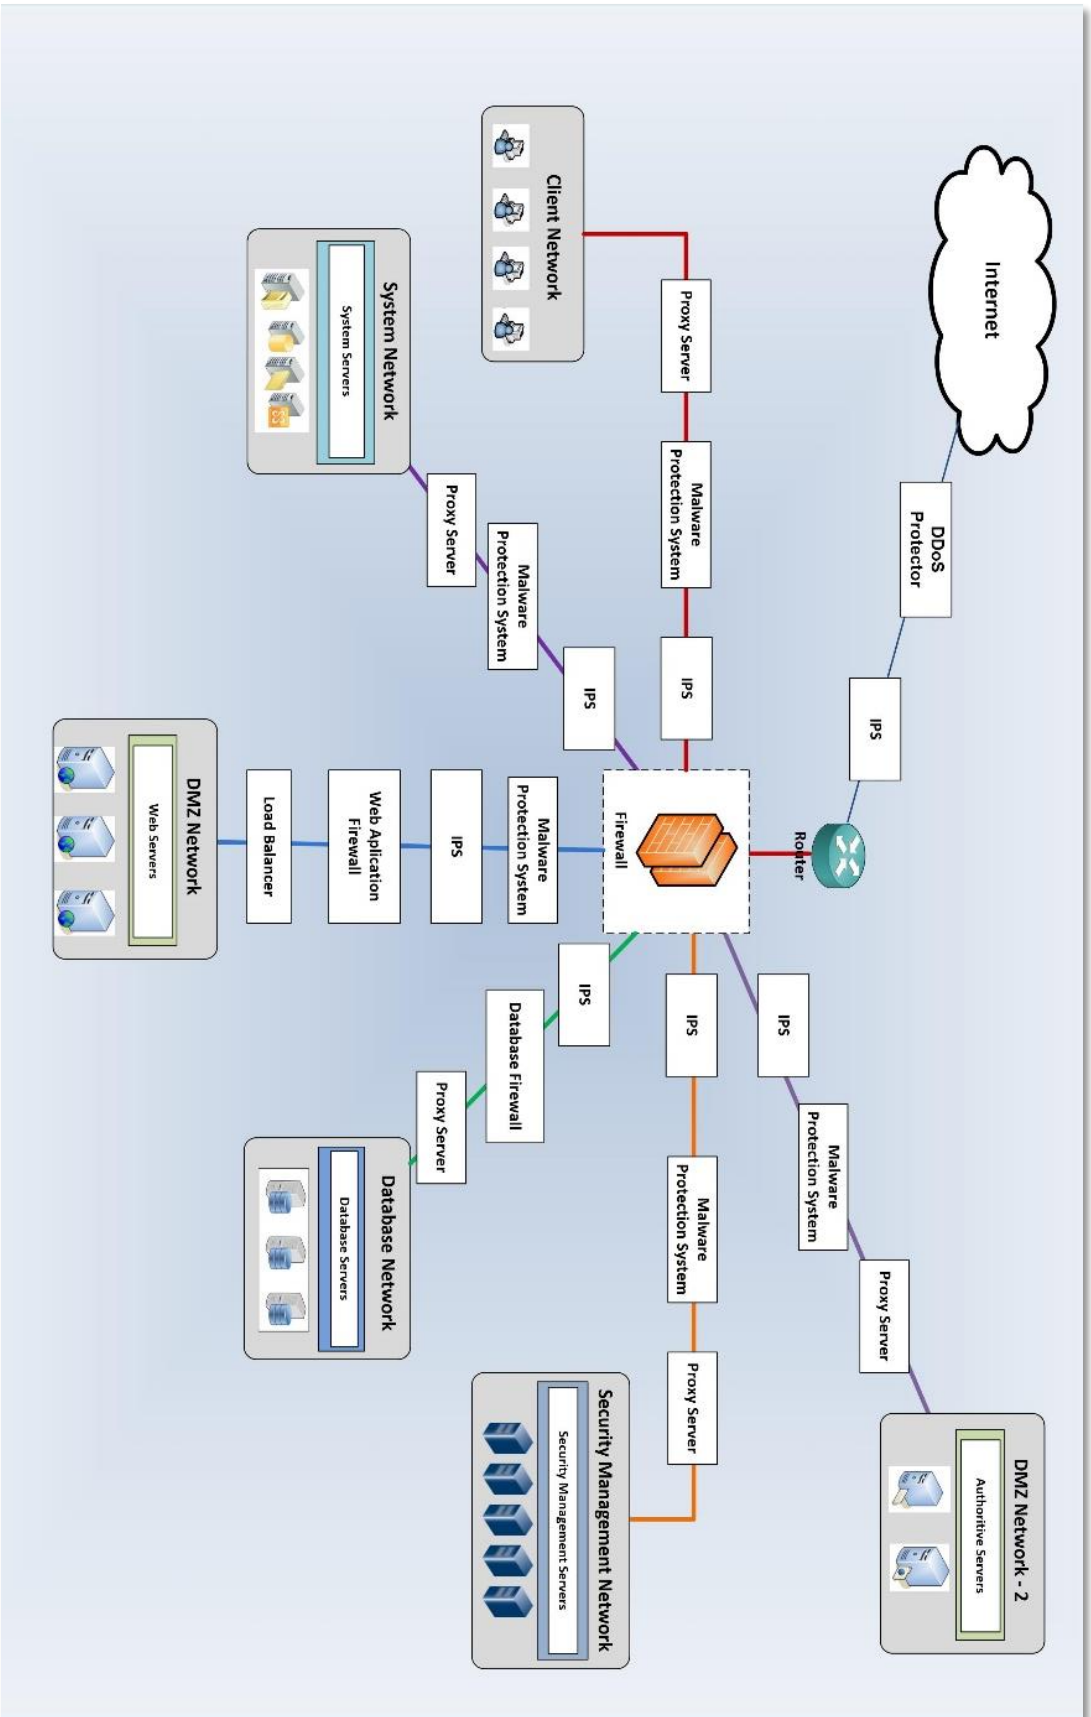 Internet
DDoS
Protector
IPS
Router
Firewall
Client Network
Proxy Server
Malware
Protection System
IPS
System Network
System Servers
Proxy Server
Malware
Protection System
IPS
DMZ Network
Web Servers
Load Balancer
Web Aplication
Firewall
IPS
Malware
Protection System
IPS
Database Firewall
Proxy Server
Database Network
Database Servers
IPS
Malware
Protection System
Proxy Server
Security Management Network
Security Management Servers
IPS
Malware
Protection System
Proxy Server
DMZ Network - 2
Authoritive Servers